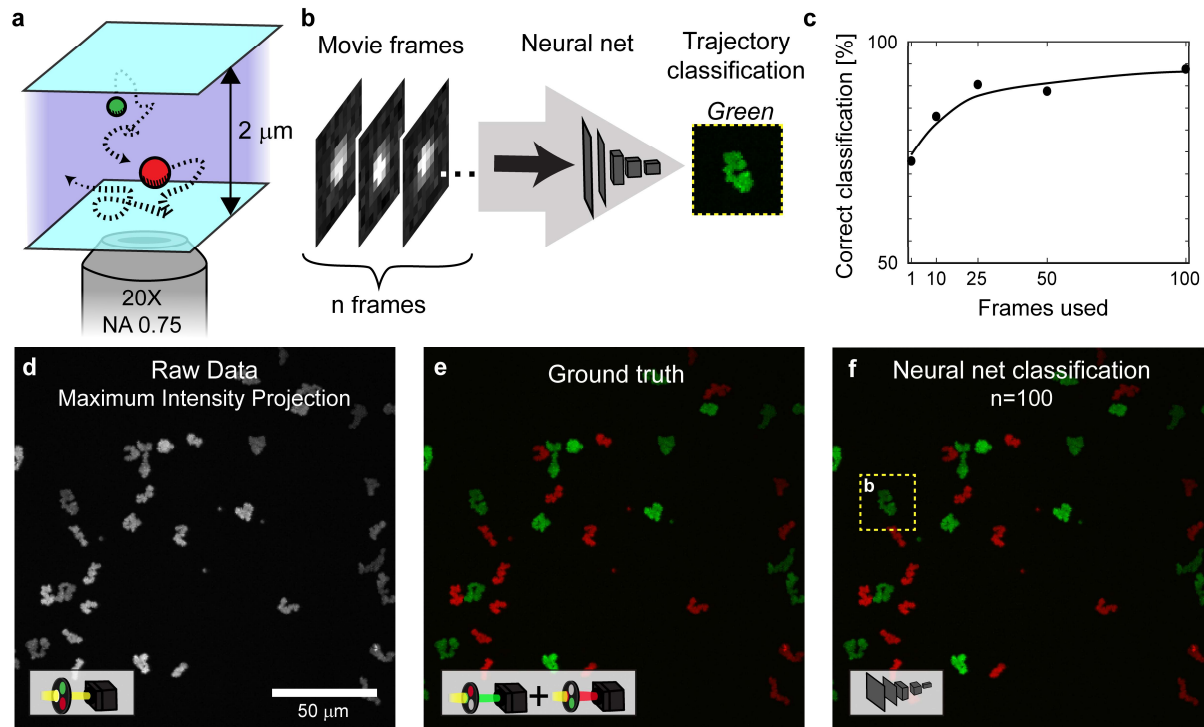 a
2 μm
20X
NA 0.75
b
Movie frames
n frames
Neural net
Trajectory
classification
Green
c
Correct classification [%]
100
50
1 10 25 50 100
Frames used
d
Raw Data
Maximum Intensity Projection
50 μm
e
Ground truth
+
f
Neural net classification
n=100
b